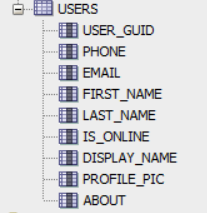 USERS
USER_GUID
PHONE
EMAIL
FIRST_NAME
LAST_NAME
IS_ONLINE
DISPLAY_NAME
PROFILE_PIC
ABOUT